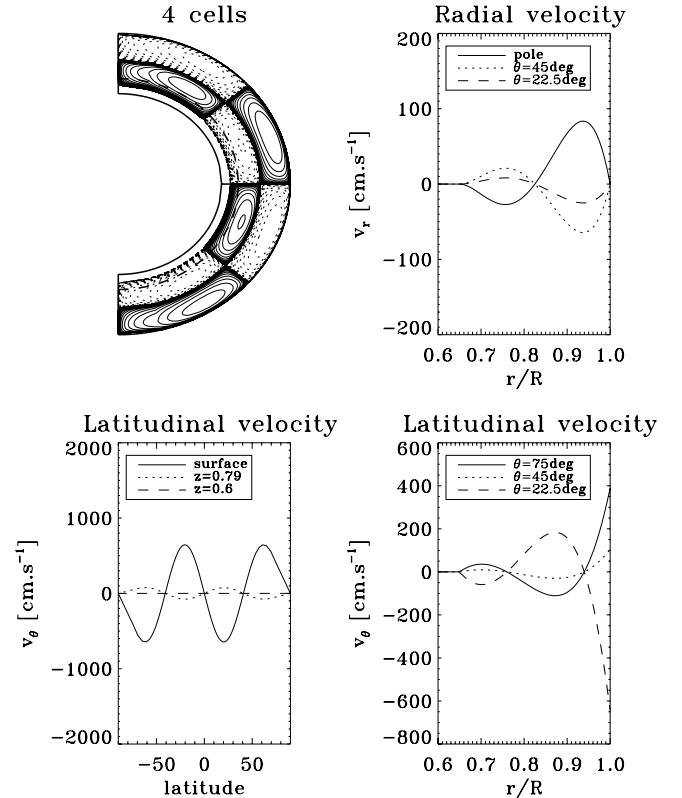 4 cells
Radial velocity
200
100
0
−100
−200
v_r [cm.s⁻¹]
pole
θ=45deg
θ=22.5deg
0.6 0.7 0.8 0.9 1.0
r/R
Latitudinal velocity
2000
1000
0
−1000
−2000
v_θ [cm.s⁻¹]
surface
z=0.79
z=0.6
−50 0 50
latitude
Latitudinal velocity
600
400
200
0
−200
−400
−600
−800
v_θ [cm.s⁻¹]
θ=75deg
θ=45deg
θ=22.5deg
0.6 0.7 0.8 0.9 1.0
r/R